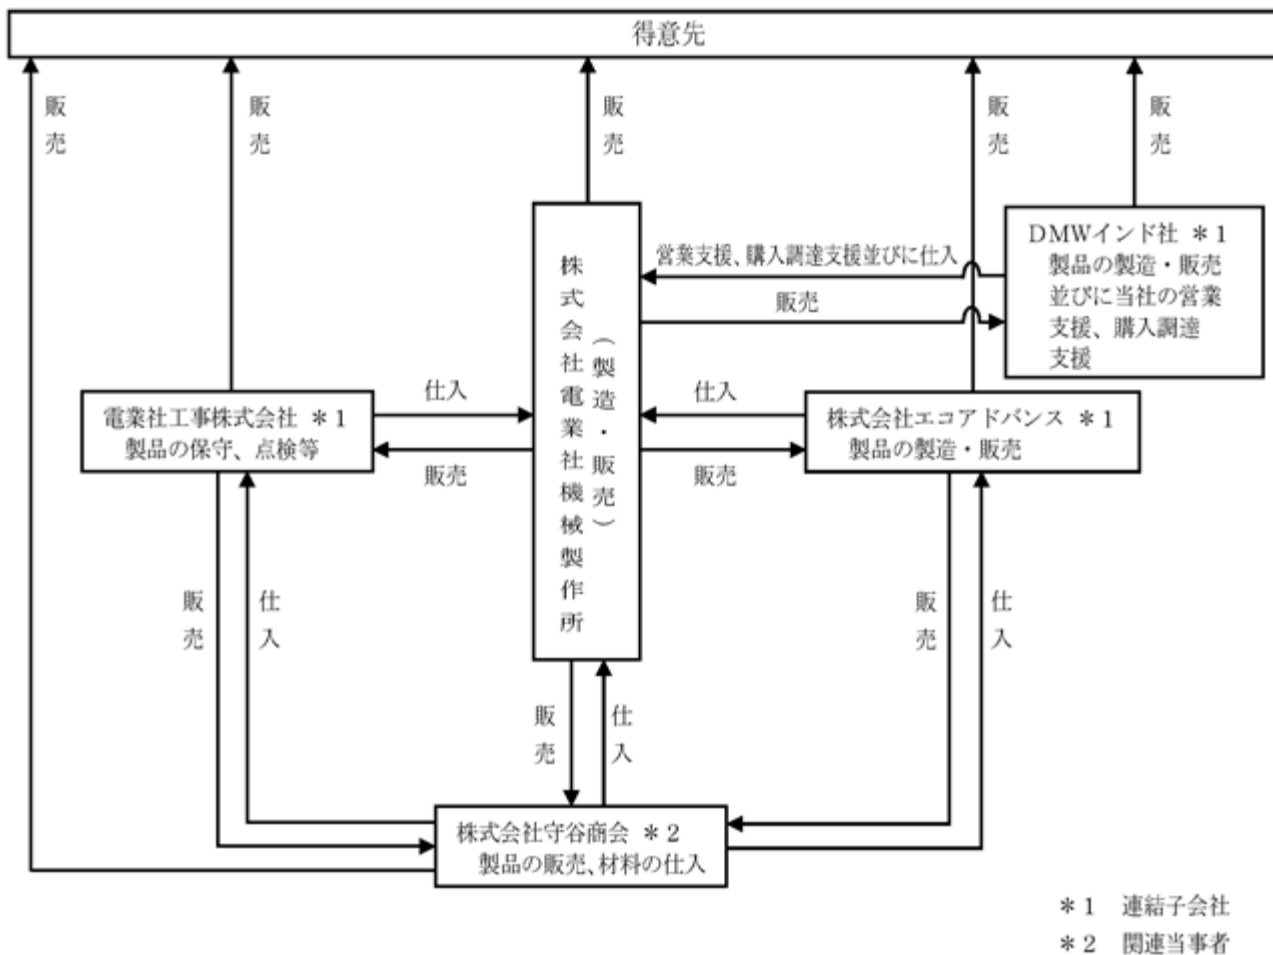 得意先
販売
販売
販売
販売
販売
DMWインド社 *1
製品の製造・販売
並びに当社の営業
支援、購入調達
支援
営業支援、購入調達支援並びに仕入
販売
株式会社電業社機械製作所
（製造・販売）
電業社工事株式会社 *1
製品の保守、点検等
仕入
販売
仕入
販売
株式会社エコアドバンス *1
製品の製造・販売
販売
仕入
販売
仕入
販売
仕入
株式会社守谷商会 *2
製品の販売、材料の仕入
*1 連結子会社
*2 関連当事者